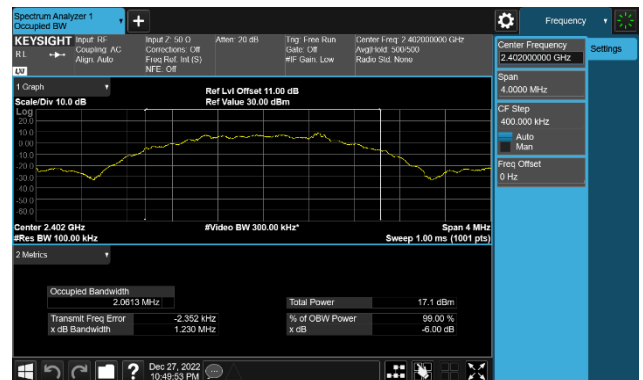 Spectrum Analyzer 1
Occupied BW
Frequency
KEYSIGHT
Input: RF
Input Z: 50 Ω
Atten: 20 dB
Trig: Free Run
Center Freq: 2.402000000 GHz
RL
Coupling: AC
Corrections: Off
Gate: Off
Avg|Hold: 500/500
Align: Auto
Freq Ref: Int (S)
#IF Gain: Low
Radio Std: None
NFE: Off
LXI
Center Frequency
2.402000000 GHz
Settings
Span
4.0000 MHz
CF Step
400.000 kHz
Auto
Man
Freq Offset
0 Hz
1 Graph
Ref Lvl Offset 11.00 dB
Scale/Div 10.0 dB
Ref Value 30.00 dBm
Log
20.0
10.0
0.00
-10.0
-20.0
-30.0
-40.0
-50.0
-60.0
Center 2.402 GHz
#Video BW 300.00 kHz*
Span 4 MHz
#Res BW 100.00 kHz
Sweep 1.00 ms (1001 pts)
2 Metrics
Occupied Bandwidth
2.0613 MHz
Total Power
17.1 dBm
Transmit Freq Error
-2.352 kHz
% of OBW Power
99.00 %
x dB Bandwidth
1.230 MHz
x dB
-6.00 dB
?
Dec 27, 2022
10:49:53 PM